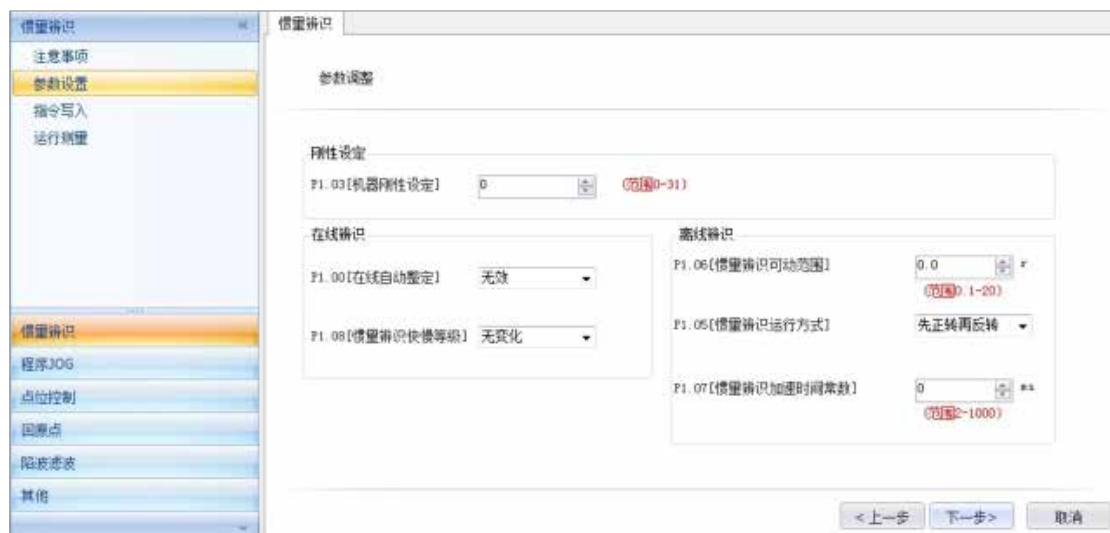 惯量辨识
注意事项
参数设置
指令写入
运行测量
惯量辨识
程序JOG
点位控制
回原点
陷波滤波
其他
惯量辨识
参数调整
刚性设定
P1.03[机器刚性设定] 0 (范围0-31)
在线辨识
P1.00[在线自动整定] 无效
P1.08[惯量辨识快慢等级] 无变化
离线辨识
P1.06[惯量辨识可动范围] 0.0 r
(范围0.1-20)
P1.05[惯量辨识运行方式] 先正转再反转
P1.07[惯量辨识加速时间常数] 0 ms
(范围2-1000)
<上一步 下一步> 取消